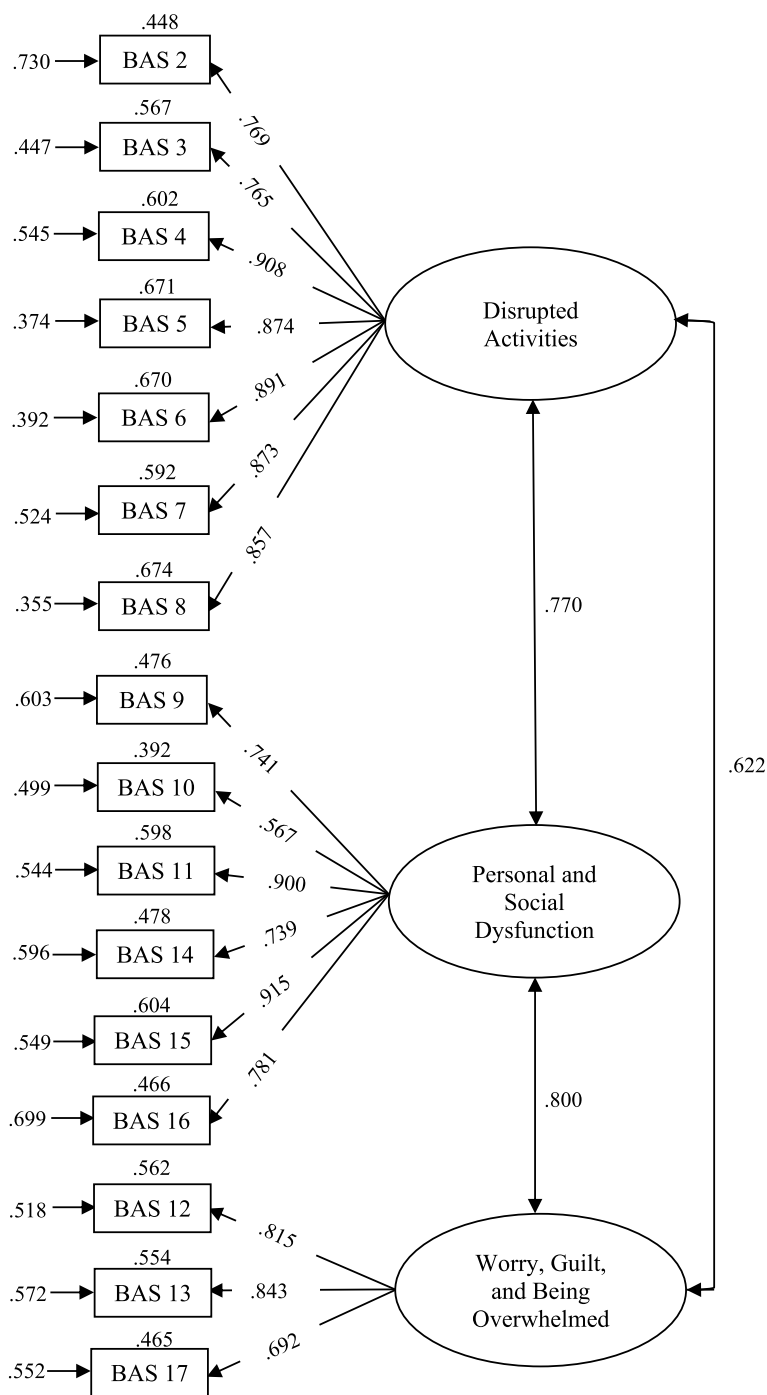 .448
.730
BAS 2
.769
.567
.447
BAS 3
.765
.602
.545
BAS 4
.908
.671
.374
BAS 5
.874
.670
.392
BAS 6
.891
.592
.524
BAS 7
.873
.674
.355
BAS 8
.857
Disrupted
Activities
.770
.622
.476
.603
BAS 9
.741
.392
.499
BAS 10
.567
.598
.544
BAS 11
.900
.478
.596
BAS 14
.739
.604
.549
BAS 15
.915
.466
.699
BAS 16
.781
Personal and
Social
Dysfunction
.800
.562
.518
BAS 12
.815
.554
.572
BAS 13
.843
.465
.552
BAS 17
.692
Worry, Guilt,
and Being
Overwhelmed